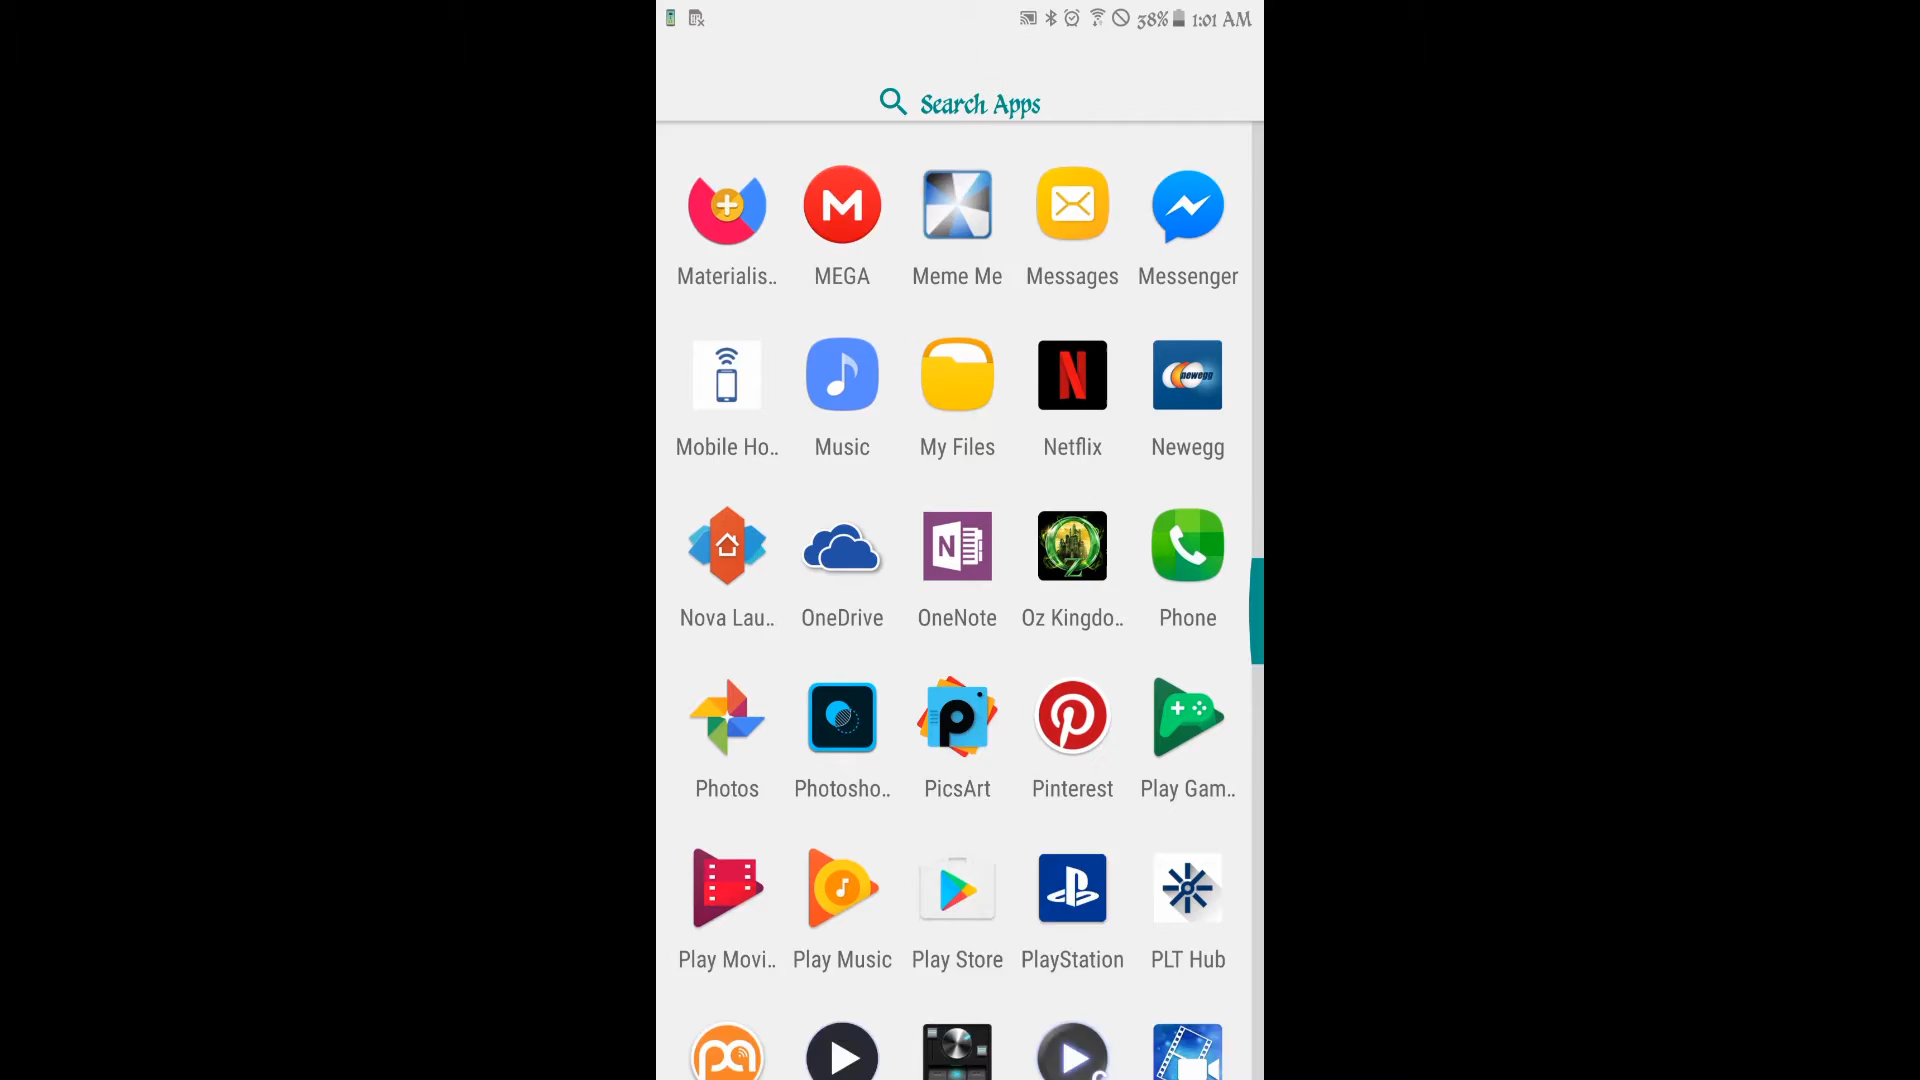 38% 1:01 AM
Search Apps
Materialis.. MEGA Meme Me Messages Messenger
newegg
Mobile Ho.. Music My Files Netflix Newegg
Nova Lau.. OneDrive OneNote Oz Kingdo.. Phone
Photos Photosho.. PicsArt Pinterest Play Gam..
Play Movi.. Play Music Play Store PlayStation PLT Hub